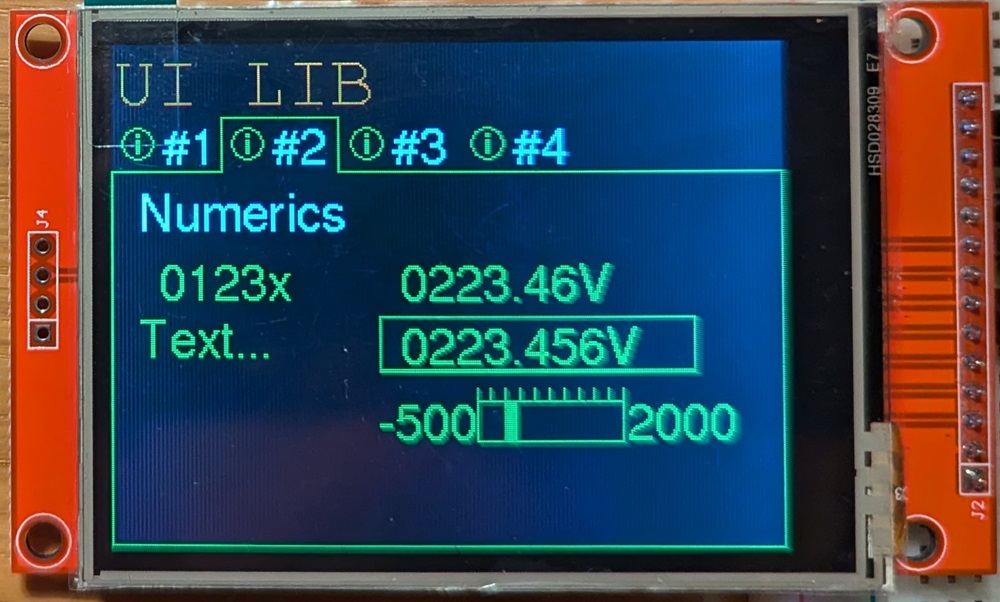 UI LIB
ⓘ #1 ⓘ #2 ⓘ #3 ⓘ #4
Numerics
0123x 0223.46V
Text... 0223.456V
-500 2000
J4
HSD028309 E7
J2